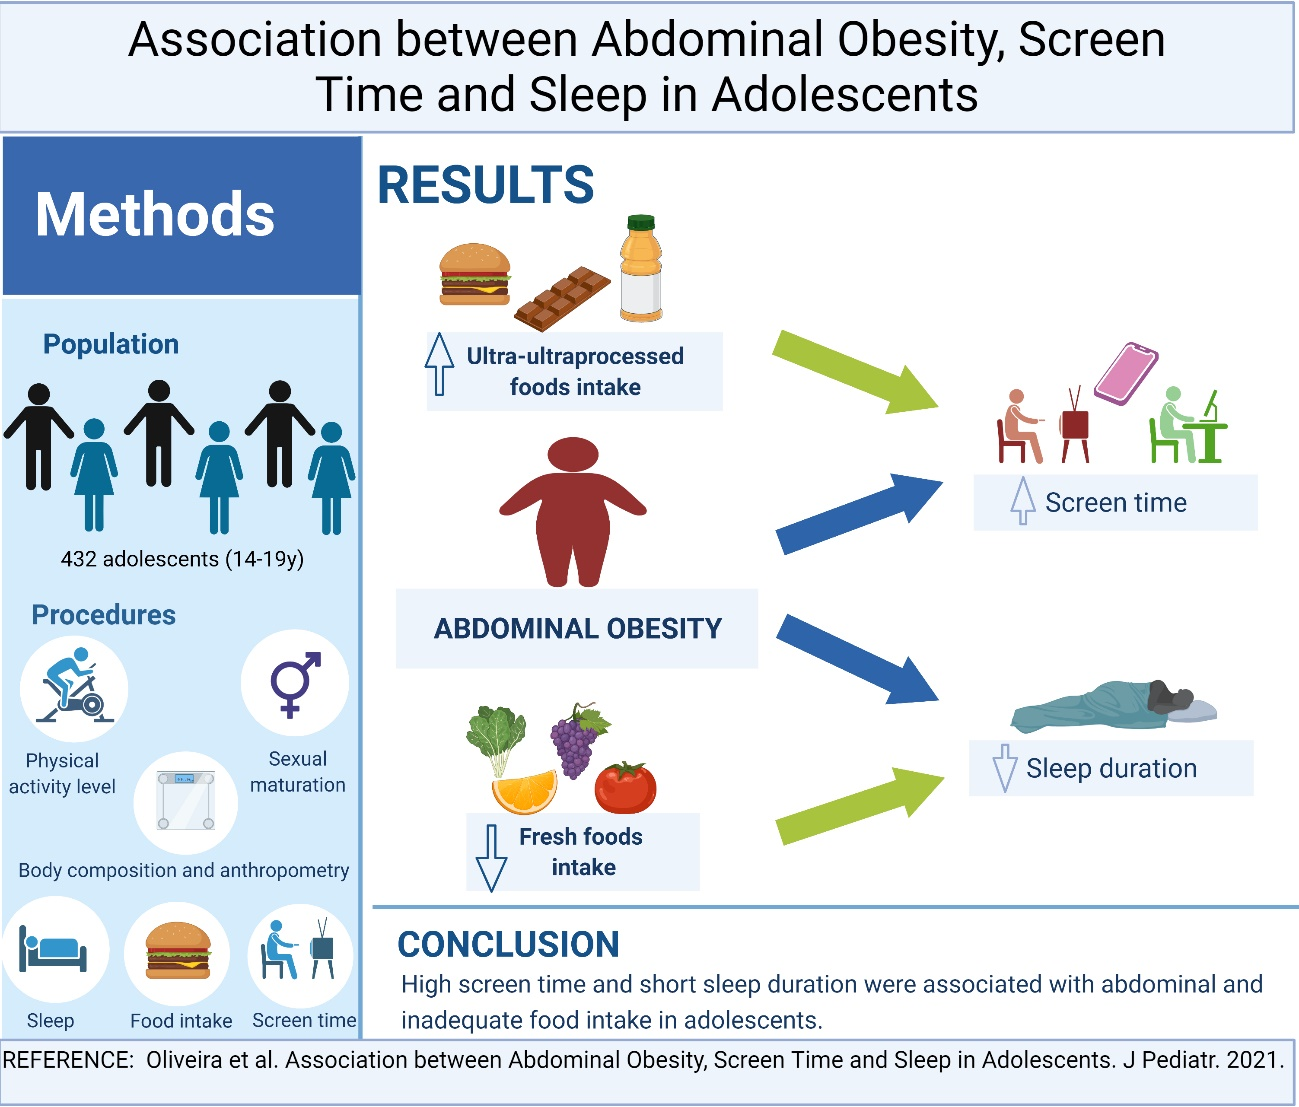 Association between Abdominal Obesity, Screen
Time and Sleep in Adolescents
Methods
Population
432 adolescents (14-19y)
Procedures
Physical
activity level
Sexual
maturation
Body composition and anthropometry
Sleep
Food intake
Screen time
RESULTS
Ultra-ultraprocessed
foods intake
ABDOMINAL OBESITY
Fresh foods
intake
Screen time
Sleep duration
CONCLUSION
High screen time and short sleep duration were associated with abdominal and
inadequate food intake in adolescents.
REFERENCE: Oliveira et al. Association between Abdominal Obesity, Screen Time and Sleep in Adolescents. J Pediatr. 2021.